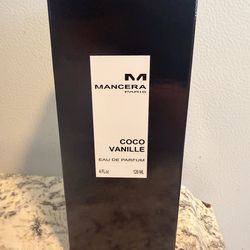 M
MANCERA
PARIS
COCO
VANILLE
EAU DE PARFUM
4 Fl.oz 120 ML